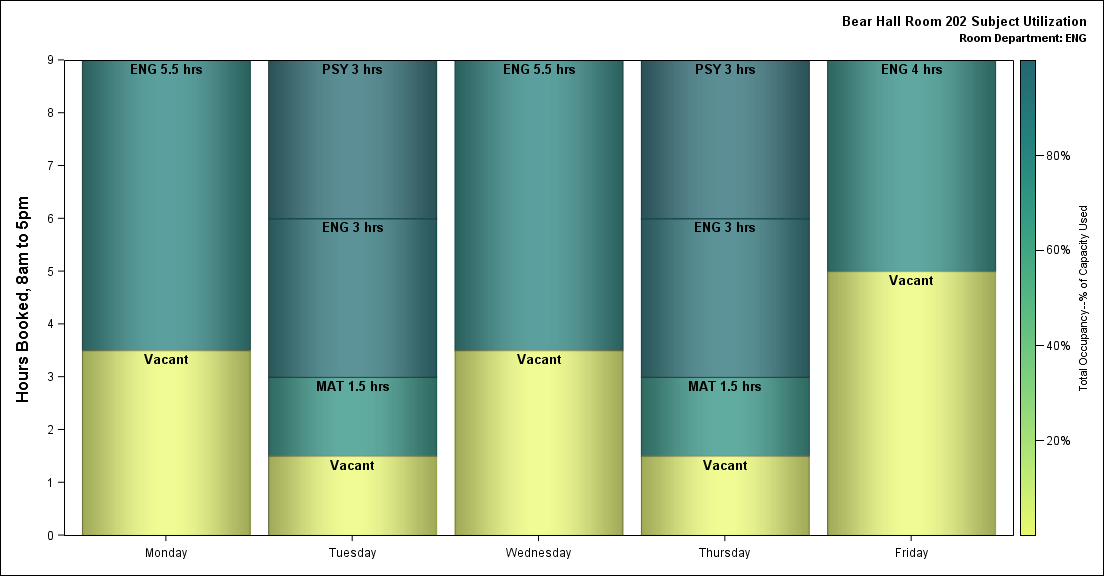 Bear Hall Room 202 Subject Utilization
Room Department: ENG
Hours Booked, 8am to 5pm
9
8
7
6
5
4
3
2
1
0
ENG 5.5 hrs
Vacant
PSY 3 hrs
ENG 3 hrs
MAT 1.5 hrs
Vacant
ENG 5.5 hrs
Vacant
PSY 3 hrs
ENG 3 hrs
MAT 1.5 hrs
Vacant
ENG 4 hrs
Vacant
Monday
Tuesday
Wednesday
Thursday
Friday
80%
60%
40%
20%
Total Occupancy--% of Capacity Used